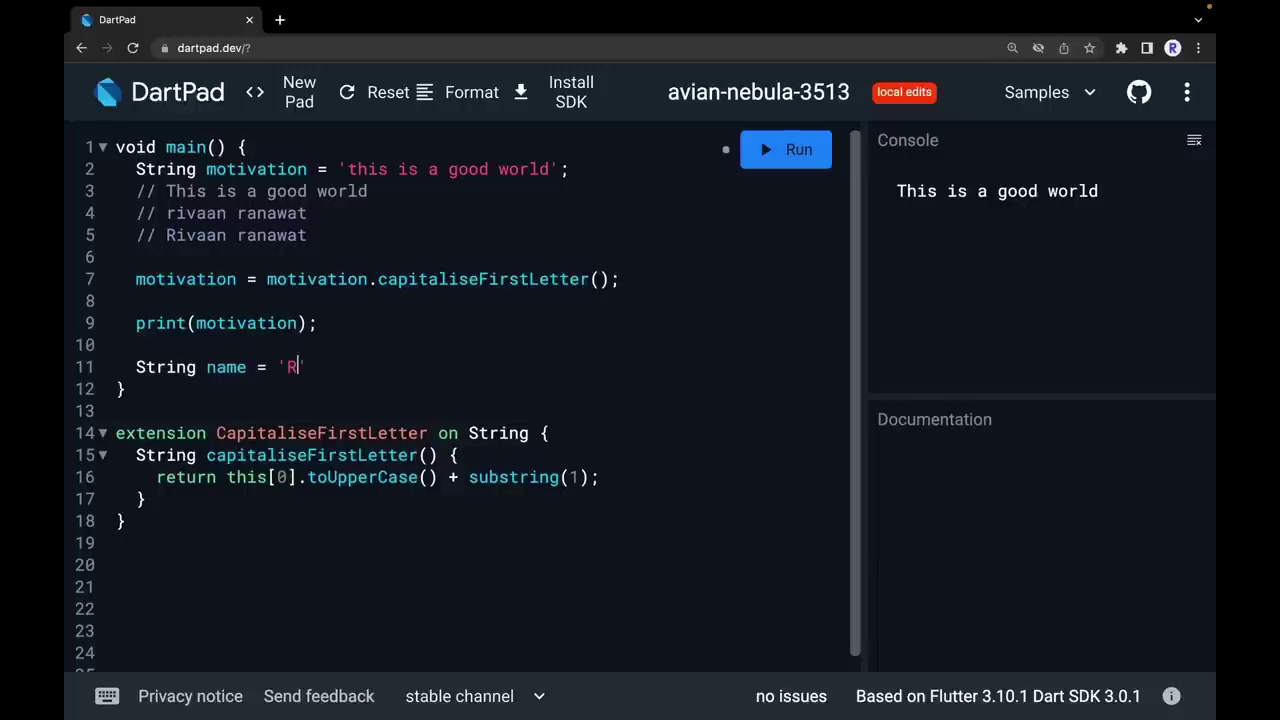 DartPad
dartpad.dev/?
R
DartPad
<> New Pad
Reset
Format
Install SDK
avian-nebula-3513
local edits
Samples
1 void main() {
2 String motivation = 'this is a good world';
3 // This is a good world
4 // rivaan ranawat
5 // Rivaan ranawat
6
7 motivation = motivation.capitaliseFirstLetter();
8
9 print(motivation);
10
11 String name = 'R'
12 }
13
14 extension CapitaliseFirstLetter on String {
15 String capitaliseFirstLetter() {
16 return this[0].toUpperCase() + substring(1);
17 }
18 }
19
20
21
22
23
24
Run
Console
This is a good world
Documentation
Privacy notice
Send feedback
stable channel
no issues
Based on Flutter 3.10.1 Dart SDK 3.0.1